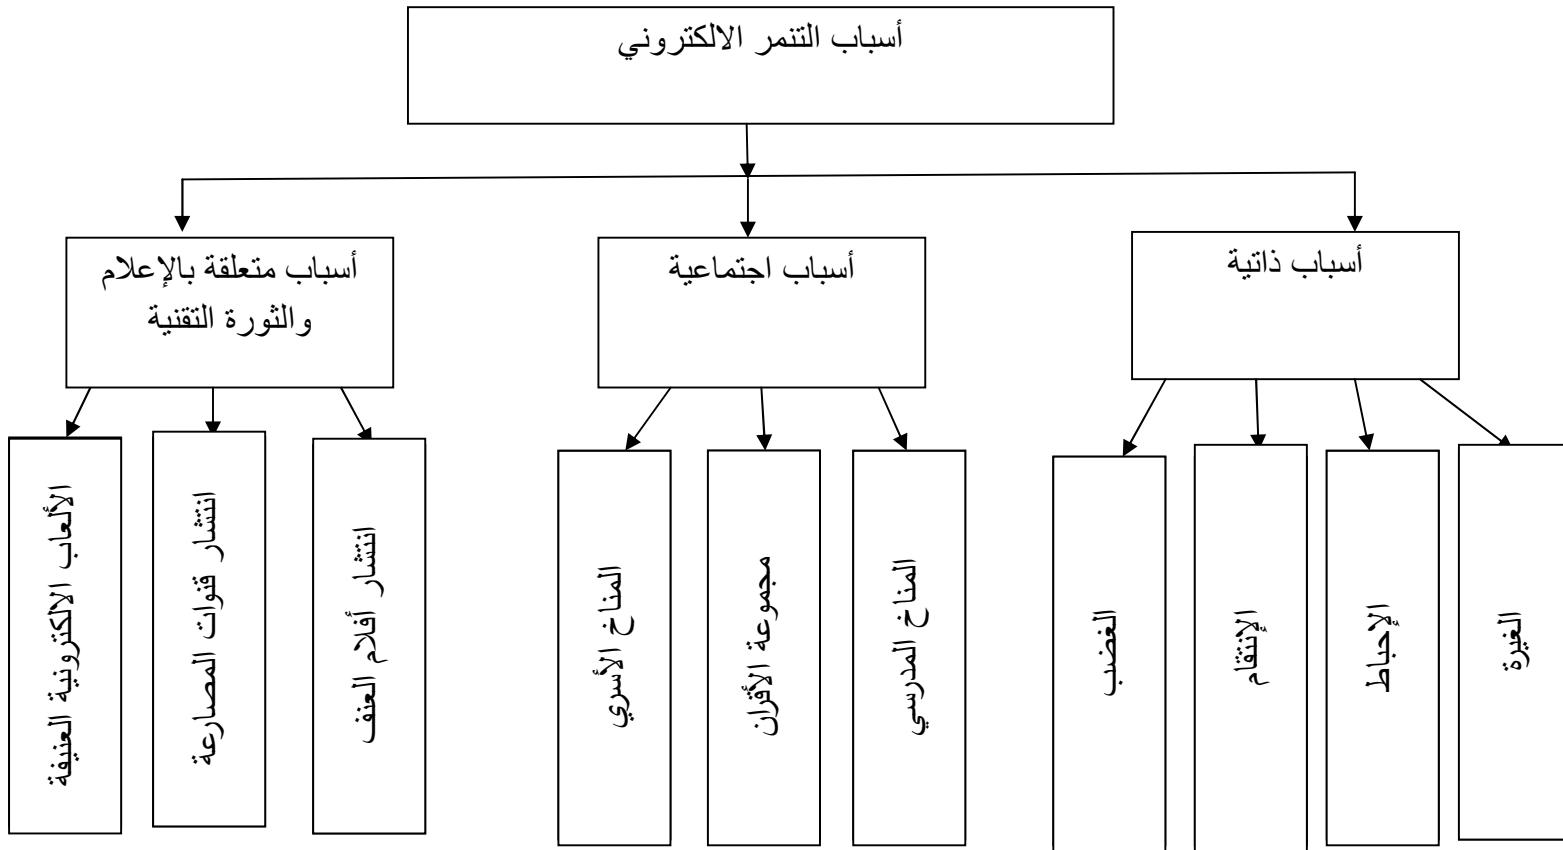 أسباب التنمر الالكتروني
أسباب ذاتية
أسباب اجتماعية
أسباب متعلقة بالإعلام
والثورة التقنية
الغيرة
الإحباط
الإنتقام
الغضب
المناخ المدرسي
مجموعة الأقران
المناخ الأسري
انتشار أفلام العنف
انتشار قنوات المصارعة
الألعاب الالكترونية العنيفة